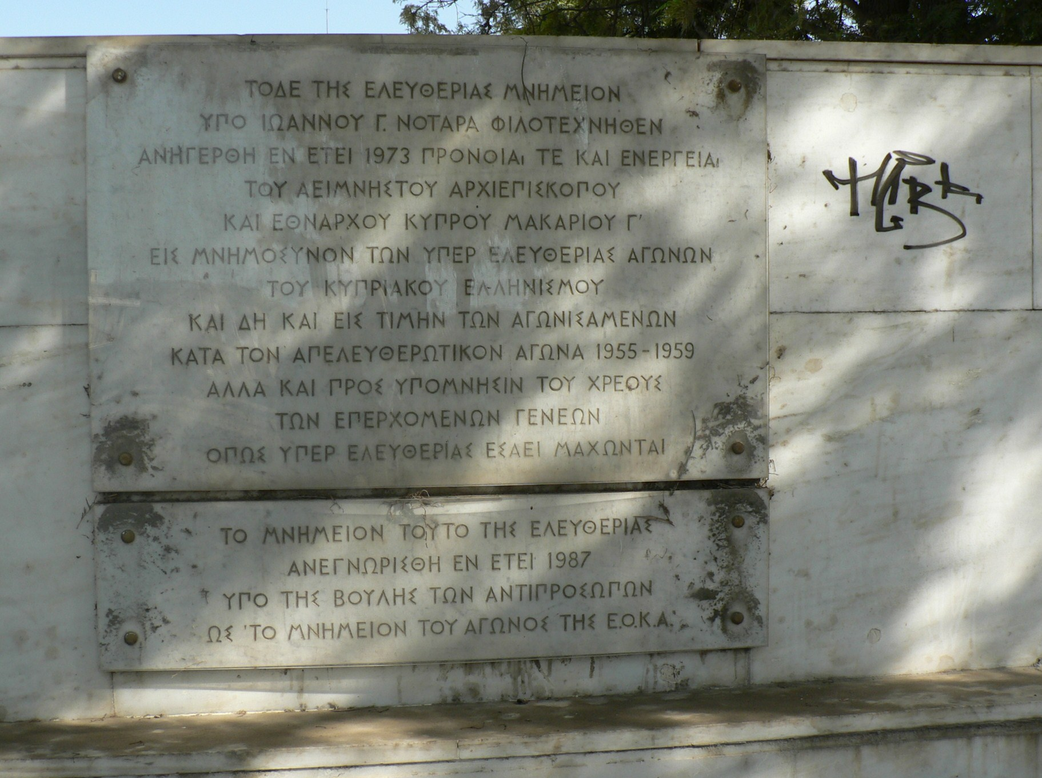 ΤΟΔΕ ΤΗΣ ΕΛΕΥΘΕΡΙΑΣ ΜΝΗΜΕΙΟΝ
ΥΠΟ ΙΩΑΝΝΟΥ Γ. ΝΟΤΑΡΑ ΦΙΛΟΤΕΧΝΗΘΕΝ
ΑΝΗΓΕΡΘΗ ΕΝ ΕΤΕΙ 1973 ΠΡΟΝΟΙΑι ΤΕ ΚΑΙ ΕΝΕΡΓΕΙΑι
ΤΟΥ ΑΕΙΜΝΗΣΤΟΥ ΑΡΧΙΕΠΙΣΚΟΠΟΥ
ΚΑΙ ΕΘΝΑΡΧΟΥ ΚΥΠΡΟΥ ΜΑΚΑΡΙΟΥ Γ'
ΕΙΣ ΜΝΗΜΟΣΥΝΟΝ ΤΩΝ ΥΠΕΡ ΕΛΕΥΘΕΡΙΑΣ ΑΓΩΝΩΝ
ΤΟΥ ΚΥΠΡΙΑΚΟΥ ΕΛΛΗΝΙΣΜΟΥ
ΚΑΙ ΔΗ ΚΑΙ ΕΙΣ ΤΙΜΗΝ ΤΩΝ ΑΓΩΝΙΣΑΜΕΝΩΝ
ΚΑΤΑ ΤΟΝ ΑΠΕΛΕΥΘΕΡΩΤΙΚΟΝ ΑΓΩΝΑ 1955-1959
ΑΛΛΑ ΚΑΙ ΠΡΟΣ ΥΠΟΜΝΗΣΙΝ ΤΟΥ ΧΡΕΟΥΣ
ΤΩΝ ΕΠΕΡΧΟΜΕΝΩΝ ΓΕΝΕΩΝ
ΟΠΩΣ ΥΠΕΡ ΕΛΕΥΘΕΡΙΑΣ ΕΣΑΕΙ ΜΑΧΩΝΤΑΙ
ΤΟ ΜΝΗΜΕΙΟΝ ΤΟΥΤΟ ΤΗΣ ΕΛΕΥΘΕΡΙΑΣ
ΑΝΕΓΝΩΡΙΣΘΗ ΕΝ ΕΤΕΙ 1987
ΥΠΟ ΤΗΣ ΒΟΥΛΗΣ ΤΩΝ ΑΝΤΙΠΡΟΣΩΠΩΝ
ΩΣ ΤΟ ΜΝΗΜΕΙΟΝ ΤΟΥ ΑΓΩΝΟΣ ΤΗΣ Ε.Ο.Κ.Α.